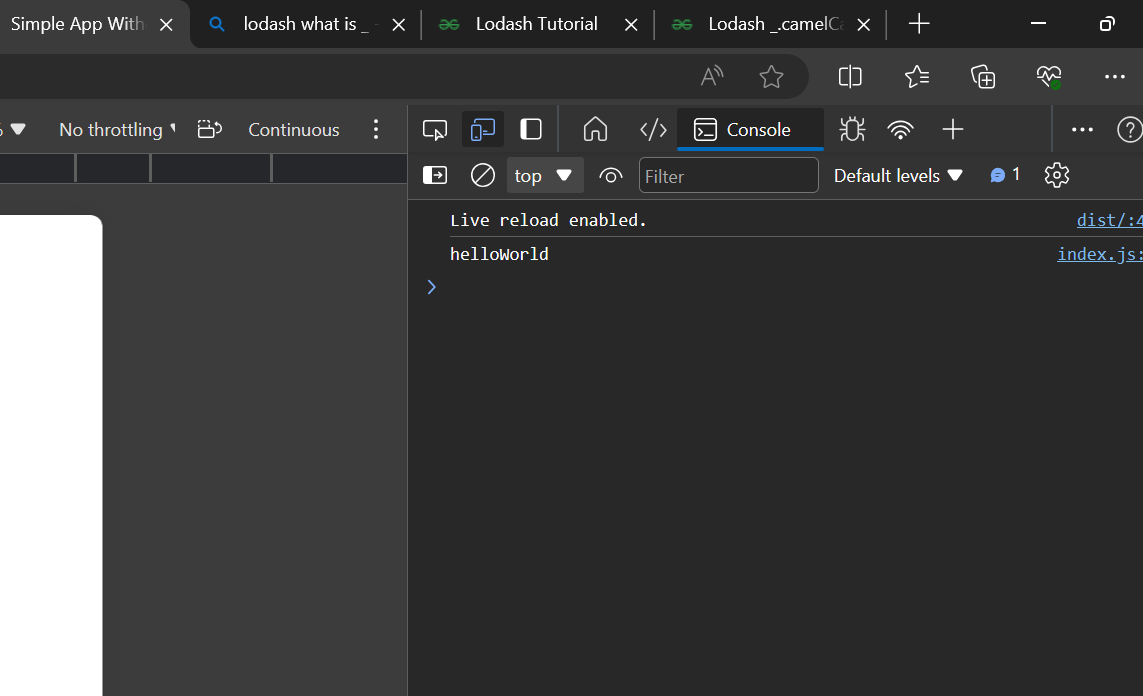 Simple App With
lodash what is _ -
Lodash Tutorial
Lodash _.camelCa
No throttling
Continuous
Console
top
Filter
Default levels
1
Live reload enabled.
dist/:4
helloWorld
index.js: